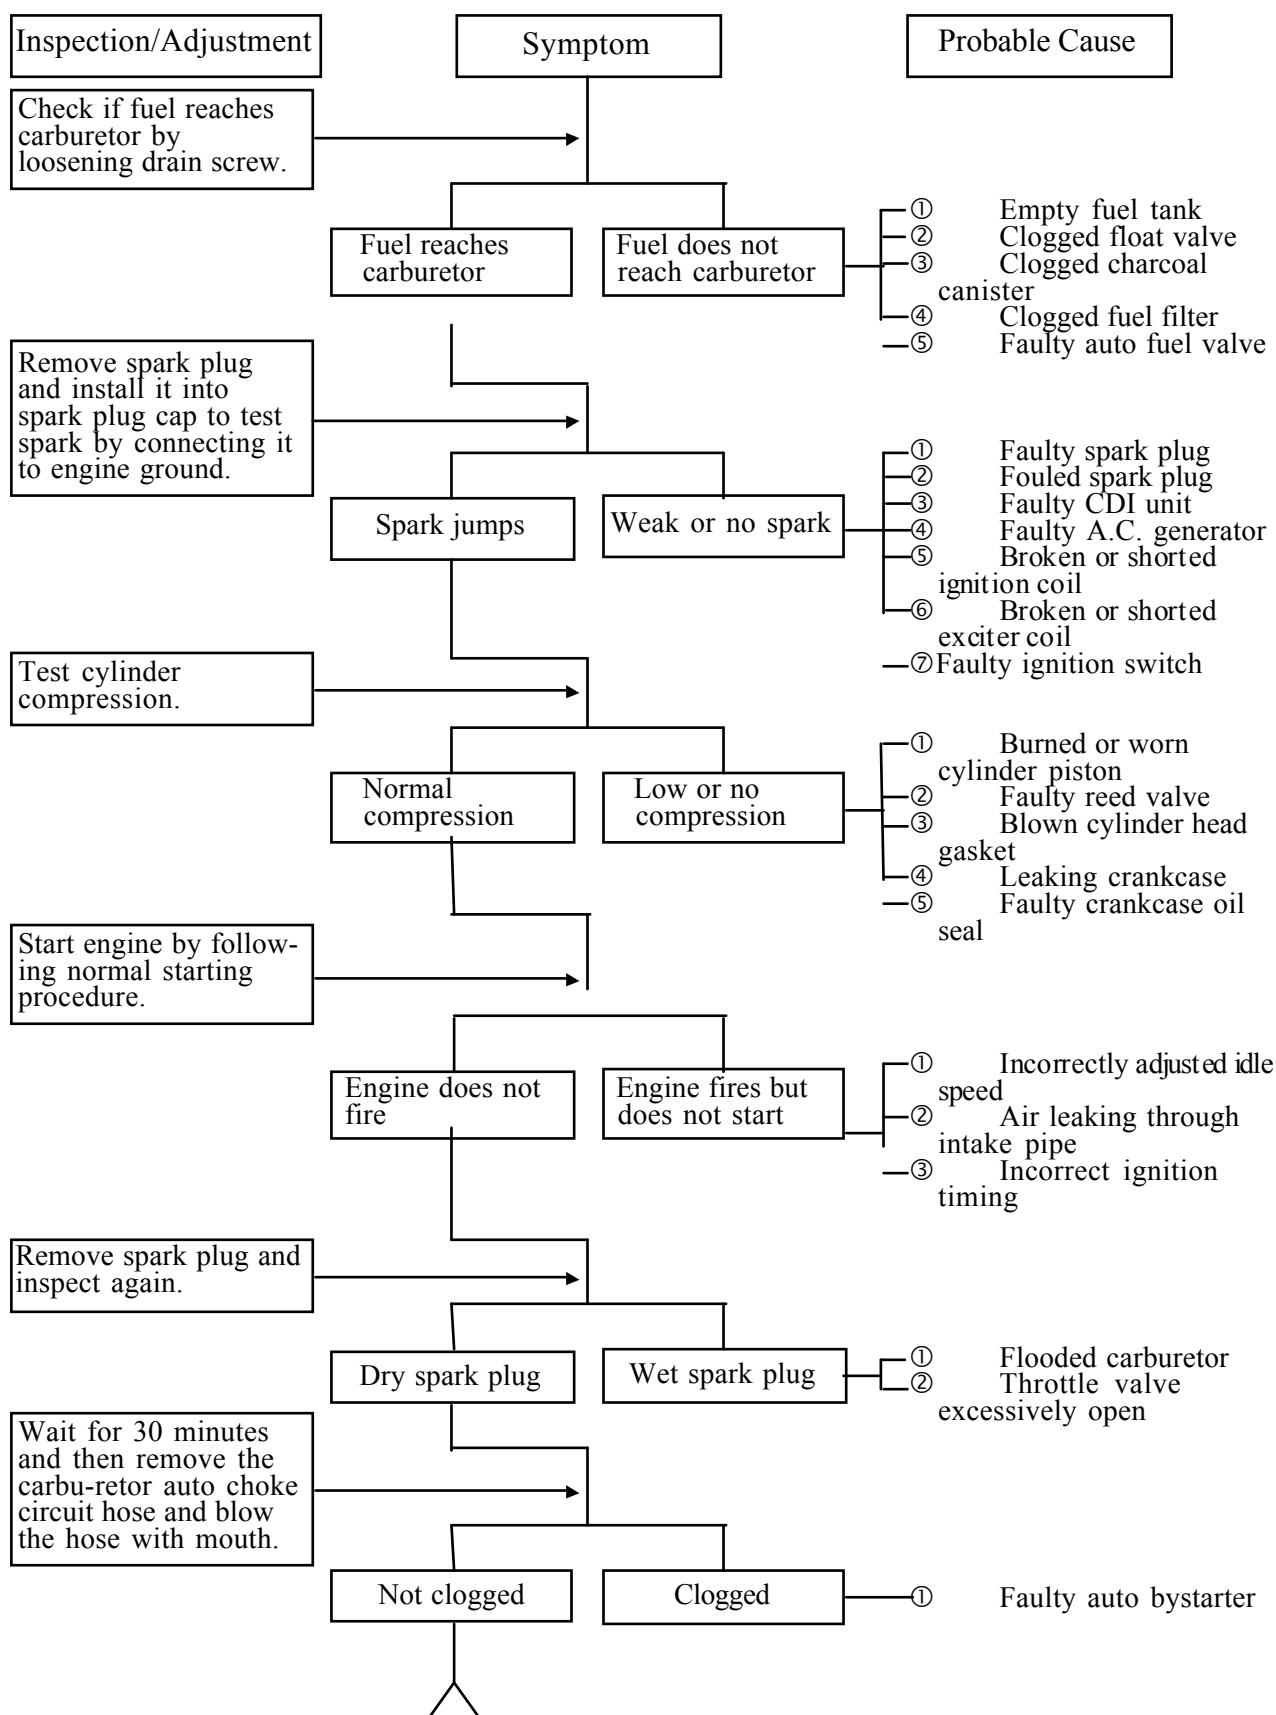 Inspection/Adjustment
Symptom
Probable Cause
Check if fuel reaches
carburetor by
loosening drain screw.
Fuel reaches
carburetor
Fuel does not
reach carburetor
① Empty fuel tank
② Clogged float valve
③ Clogged charcoal
canister
④ Clogged fuel filter
⑤ Faulty auto fuel valve
Remove spark plug
and install it into
spark plug cap to test
spark by connecting it
to engine ground.
Spark jumps
Weak or no spark
① Faulty spark plug
② Fouled spark plug
③ Faulty CDI unit
④ Faulty A.C. generator
⑤ Broken or shorted
ignition coil
⑥ Broken or shorted
exciter coil
⑦Faulty ignition switch
Test cylinder
compression.
Normal
compression
Low or no
compression
① Burned or worn
cylinder piston
② Faulty reed valve
③ Blown cylinder head
gasket
④ Leaking crankcase
⑤ Faulty crankcase oil
seal
Start engine by follow-
ing normal starting
procedure.
Engine does not
fire
Engine fires but
does not start
① Incorrectly adjusted idle
speed
② Air leaking through
intake pipe
③ Incorrect ignition
timing
Remove spark plug and
inspect again.
Dry spark plug
Wet spark plug
① Flooded carburetor
② Throttle valve
excessively open
Wait for 30 minutes
and then remove the
carbu-retor auto choke
circuit hose and blow
the hose with mouth.
Not clogged
Clogged
① Faulty auto bystarter